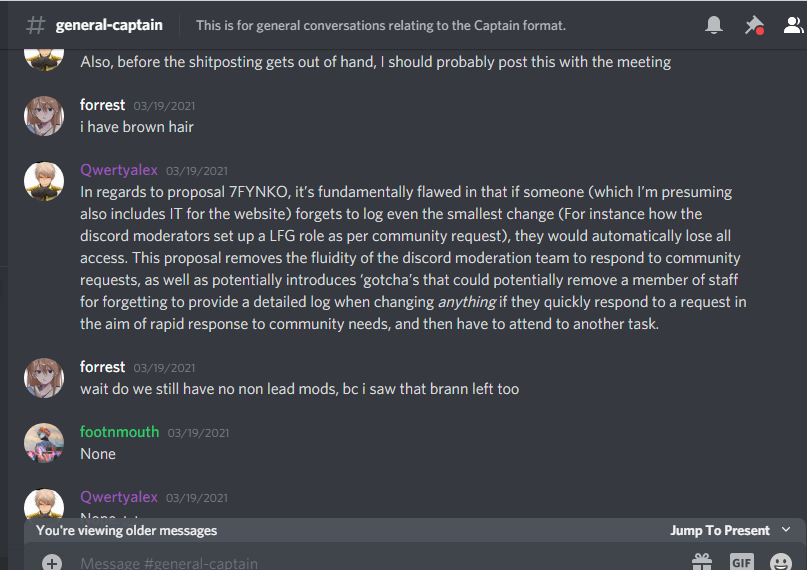 general-captain
This is for general conversations relating to the Captain format.
Also, before the shitposting gets out of hand, I should probably post this with the meeting
forrest 03/19/2021
i have brown hair
Qwertyalex 03/19/2021
In regards to proposal 7FYNKO, it's fundamentally flawed in that if someone (which I'm presuming
also includes IT for the website) forgets to log even the smallest change (For instance how the
discord moderators set up a LFG role as per community request), they would automatically lose all
access. This proposal removes the fluidity of the discord moderation team to respond to community
requests, as well as potentially introduces 'gotcha's that could potentially remove a member of staff
for forgetting to provide a detailed log when changing anything if they quickly respond to a request in
the aim of rapid response to community needs, and then have to attend to another task.
forrest 03/19/2021
wait do we still have no non lead mods, bc i saw that brann left too
footnmouth 03/19/2021
None
Qwertyalex 03/19/2021
None
You're viewing older messages
Jump To Present
Message #general-captain
GIF